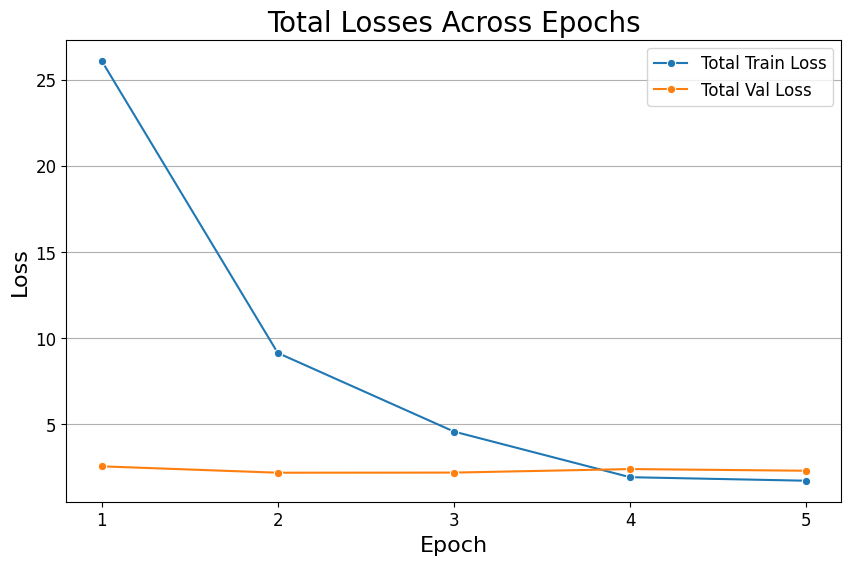 Total Losses Across Epochs
Total Train Loss
Total Val Loss
25
20
15
10
5
Loss
1 2 3 4 5
Epoch